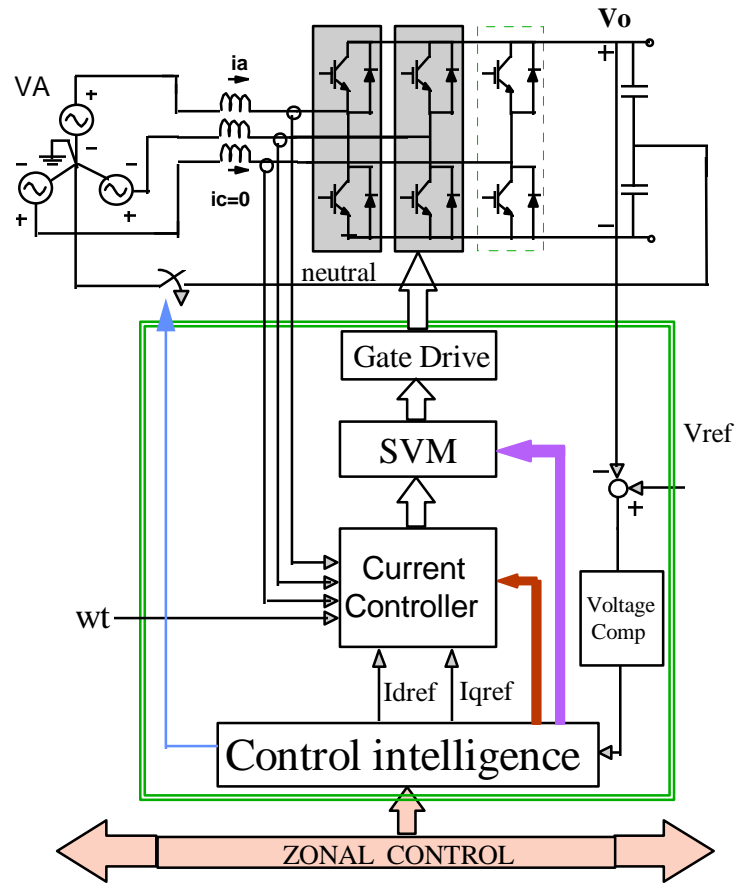 Vo
VA
ia
ic=0
neutral
Gate Drive
SVM
Vref
Current
Controller
Voltage
Comp
wt
Idref
Iqref
Control intelligence
ZONAL CONTROL